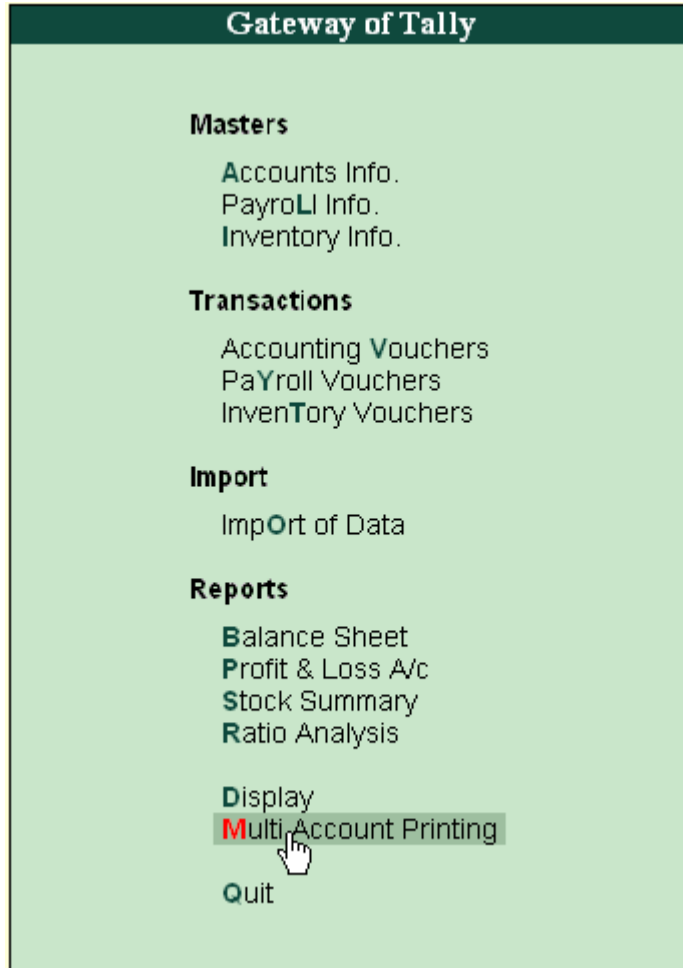 Gateway of Tally
Masters
Accounts Info.
PayroLl Info.
Inventory Info.
Transactions
Accounting Vouchers
PaYroll Vouchers
InvenTory Vouchers
Import
ImpOrt of Data
Reports
Balance Sheet
Profit & Loss A/c
Stock Summary
Ratio Analysis
Display
Multi Account Printing
Quit